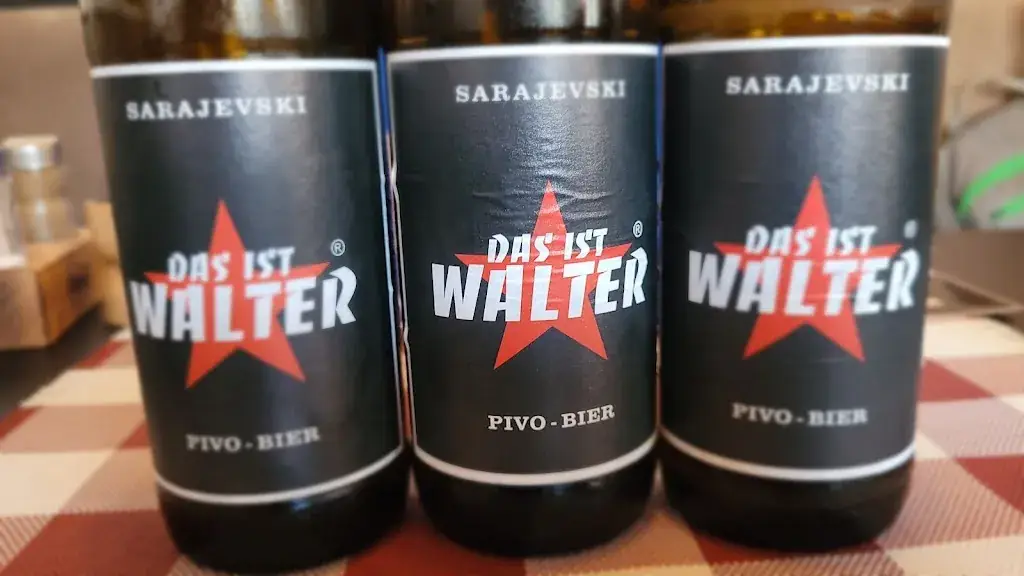 SARAJEVSKI
DAS IST
WALTER®
PIVO-BIER
SARAJEVSKI
DAS IST
WALTER®
PIVO-BIER
SARAJEVSKI
DAS IST
WALTER®
PIVO-BIER